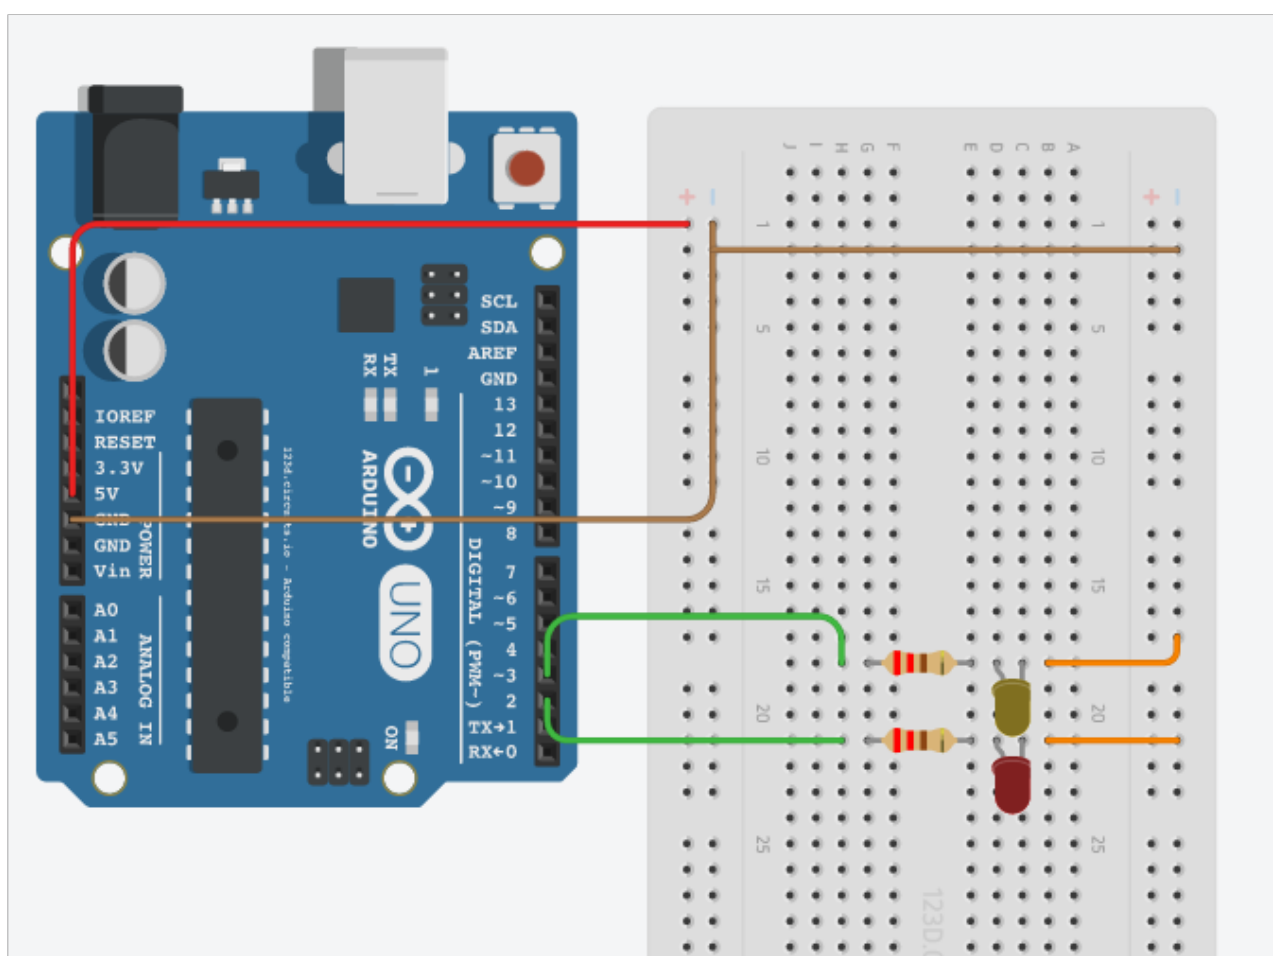 J I H G F E D C B A
+ − + −
1 1
SCL
SDA
5 5
AREF
RX TX 1
GND
13
IOREF
12
RESET
~11
10 10
3.3V
~10
5V
~9
GND
8
GND
Vin
POWER
ARDUINO
123d.circuits.io - Arduino compatible
7
15 15
~6
A0
~5
A1
4
A2
~3
A3
2
A4
TX→1
A5
RX←0
ANALOG IN
UNO
DIGITAL (PWM~)
ON
20 20
25 25
123D.